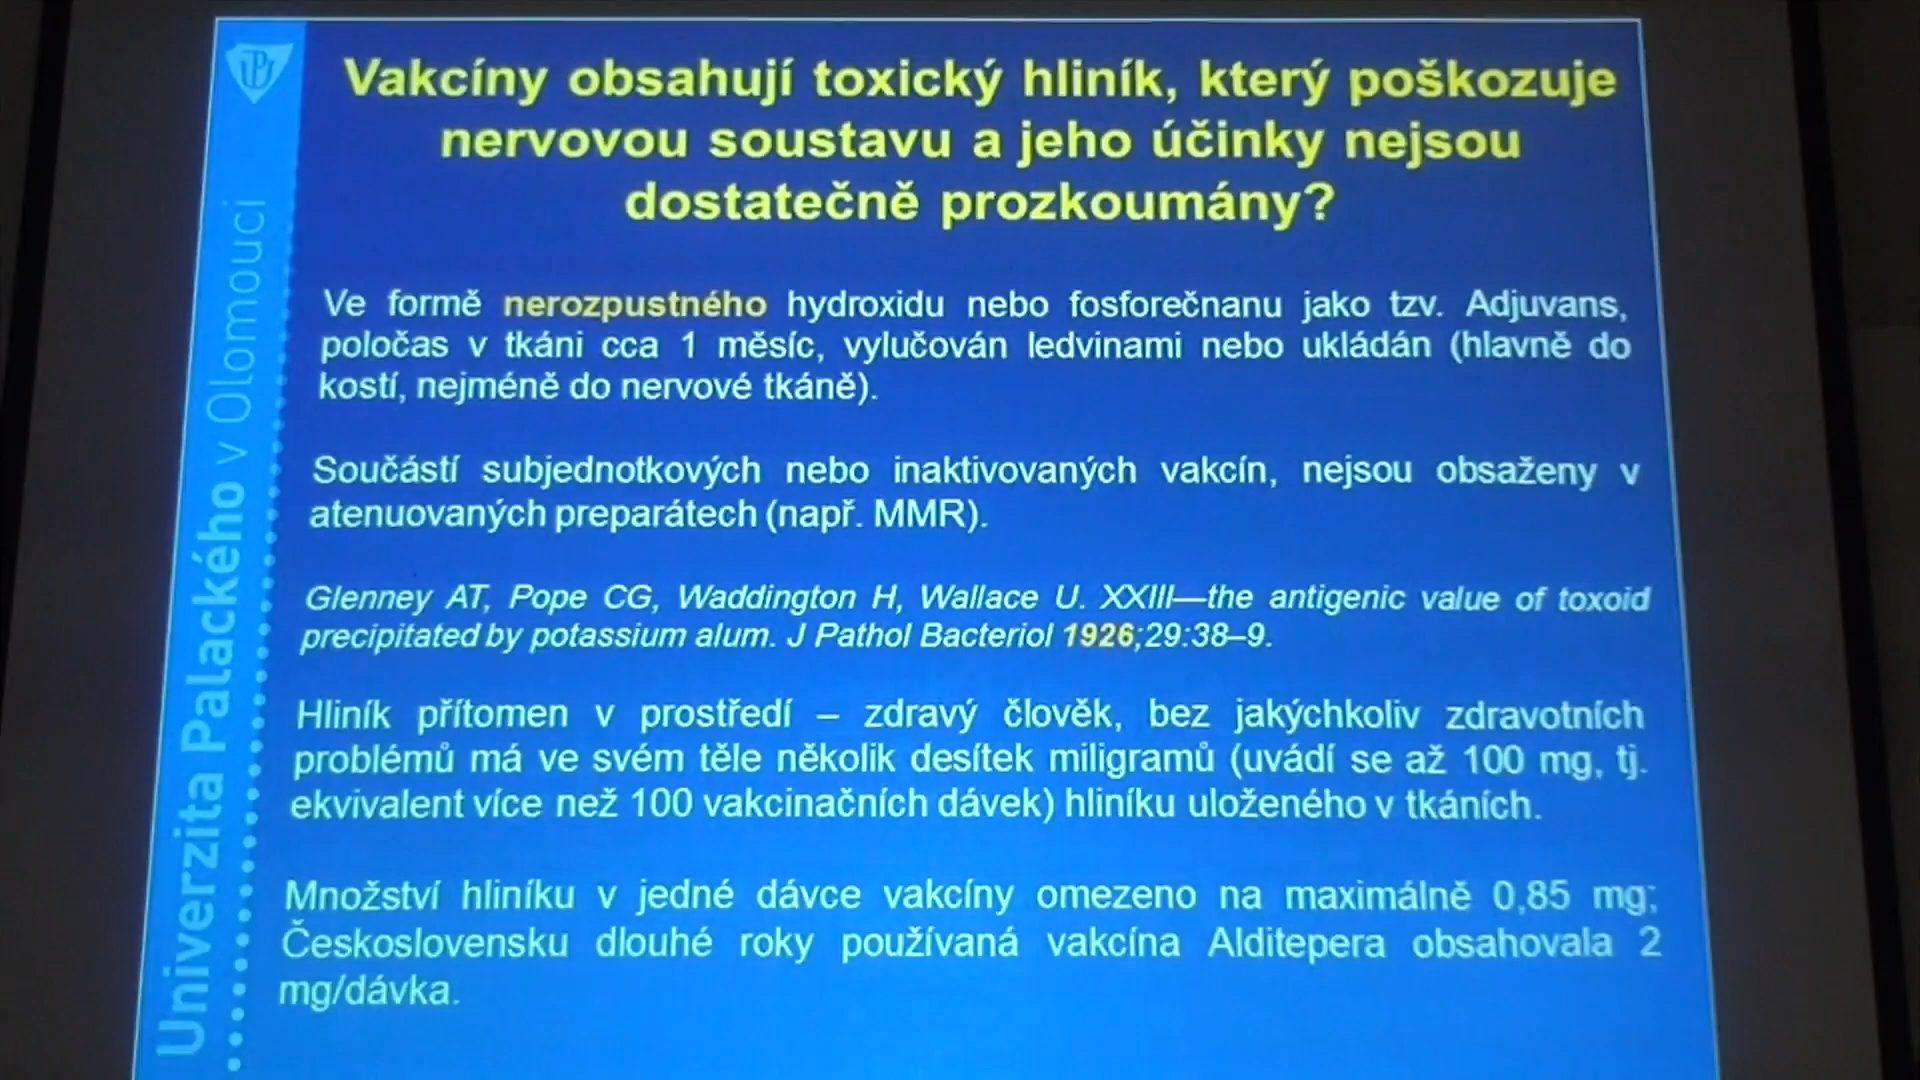 Vakcíny obsahují toxický hliník, který poškozuje
nervovou soustavu a jeho účinky nejsou
dostatečně prozkoumány?
Ve formě nerozpustného hydroxidu nebo fosforečnanu jako tzv. Adjuvans,
poločas v tkáni cca 1 měsíc, vylučován ledvinami nebo ukládán (hlavně do
kostí, nejméně do nervové tkáně).
Součástí subjednotkových nebo inaktivovaných vakcín, nejsou obsaženy v
atenuovaných preparátech (např. MMR).
Glenney AT, Pope CG, Waddington H, Wallace U. XXIII—the antigenic value of toxoid
precipitated by potassium alum. J Pathol Bacteriol 1926;29:38–9.
Hliník přítomen v prostředí – zdravý člověk, bez jakýchkoliv zdravotních
problémů má ve svém těle několik desítek miligramů (uvádí se až 100 mg, tj.
ekvivalent více než 100 vakcinačních dávek) hliníku uloženého v tkáních.
Množství hliníku v jedné dávce vakcíny omezeno na maximálně 0,85 mg;
Československu dlouhé roky používaná vakcína Alditepera obsahovala 2
mg/dávka.
Univerzita Palackého v Olomouci
UP